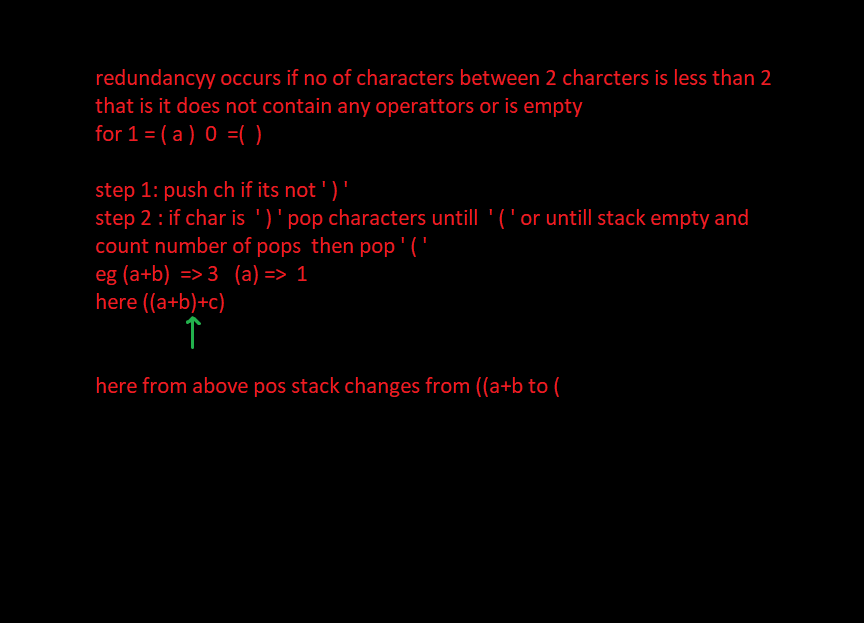 redundancyy occurs if no of characters between 2 charcters is less than 2
that is it does not contain any operattors or is empty
for 1 = ( a )  0  =(  )
step 1: push ch if its not ' ) '
step 2 : if char is  ' ) ' pop characters untill  ' ( ' or untill stack empty and
count number of pops  then pop ' ( '
eg (a+b)  => 3   (a) =>  1
here ((a+b)+c)
here from above pos stack changes from ((a+b to (